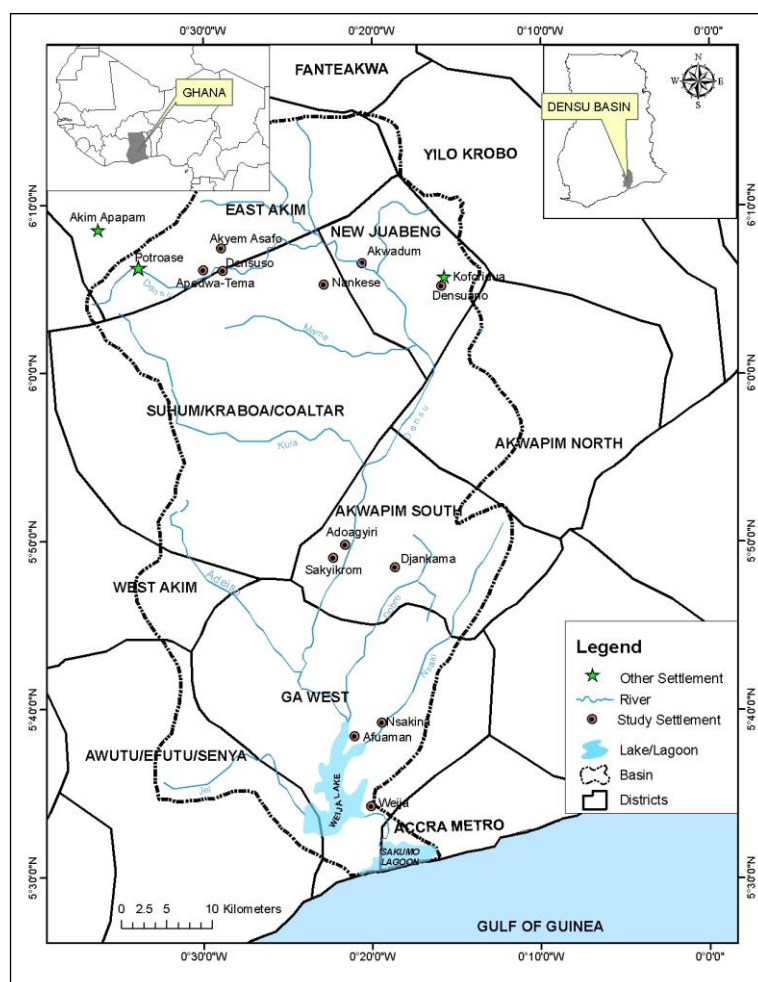 0°30'0"W
0°20'0"W
0°10'0"W
0°0'0"
FANTEAKWA
GHANA
DENSU BASIN
N
W
E
S
YILO KROBO
6°10'0"N
6°10'0"N
Akim Apapam
EAST AKIM
NEW JUABENG
Akyem Asafo
Akwadum
Potroase
Densuso
Koforidua
Apedwa-Tema
Nankese
Densuano
Mame
6°0'0"N
6°0'0"N
SUHUM/KRABOA/COALTAR
Densu
Kuia
AKWAPIM NORTH
AKWAPIM SOUTH
Adoagyiri
5°50'0"N
5°50'0"N
Sakyikrom
Djankama
WEST AKIM
Adeiso
Dobro
Nsaki
Legend
Other Settlement
River
Study Settlement
Lake/Lagoon
Basin
Districts
GA WEST
5°40'0"N
5°40'0"N
Nsakina
Afuaman
AWUTU/EFUTU/SENYA
WEIJA LAKE
Jei
Weija
ACCRA METRO
SAKUMO
LAGOON
5°30'0"N
5°30'0"N
0 2.5 5 10 Kilometers
GULF OF GUINEA
0°30'0"W
0°20'0"W
0°10'0"W
0°0'0"